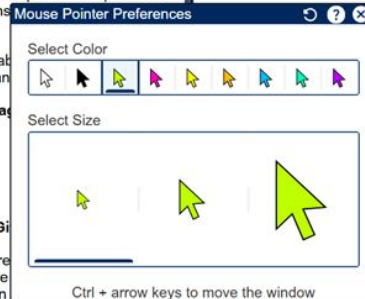 Mouse Pointer Preferences
Select Color
Select Size
Ctrl + arrow keys to move the window